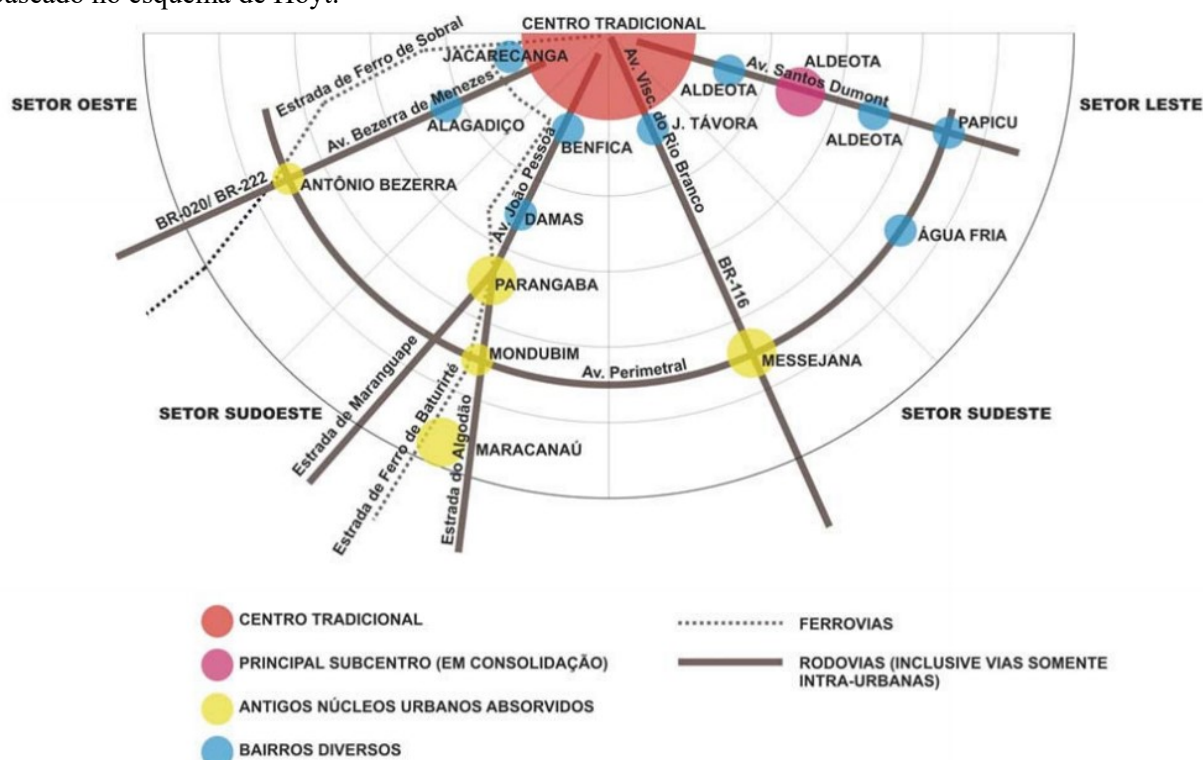 baseado no esquema de Hoyt.
CENTRO TRADICIONAL
Estrada de Ferro de Sobral
JACARECANGA
Av. Bezerra de Menezes
ALAGADIÇO
SETOR OESTE
ALDEOTA
Av. Santos Dumont
ALDEOTA
ALDEOTA
PAPICU
SETOR LESTE
Av. Visc. do Rio Branco
J. TÁVORA
BENFICA
Av. João Pessoa
DAMAS
ANTÔNIO BEZERRA
BR-020/ BR-222
ÁGUA FRIA
BR-116
PARANGABA
MONDUBIM
Av. Perimetral
MESSEJANA
Estrada de Maranguape
SETOR SUDOESTE
SETOR SUDESTE
Estrada de Ferro de Baturirté
Estrada do Algodão
MARACANAÚ
CENTRO TRADICIONAL
PRINCIPAL SUBCENTRO (EM CONSOLIDAÇÃO)
ANTIGOS NÚCLEOS URBANOS ABSORVIDOS
BAIRROS DIVERSOS
FERROVIAS
RODOVIAS (INCLUSIVE VIAS SOMENTE
INTRA-URBANAS)